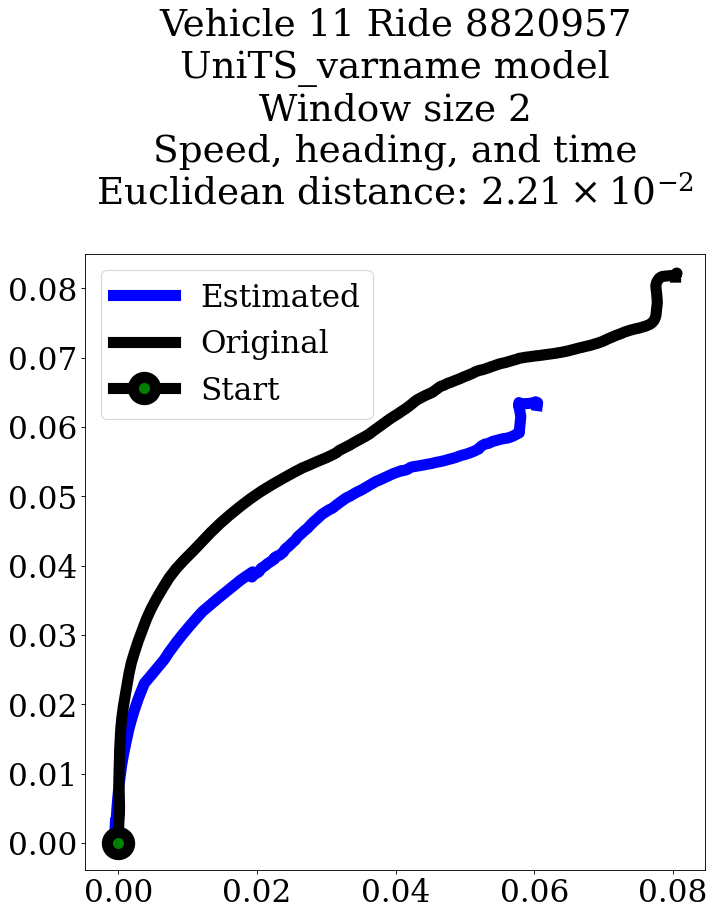 Vehicle 11 Ride 8820957
UniTS_varname model
Window size 2
Speed, heading, and time
Euclidean distance: 2.21 × 10⁻²
Estimated
Original
Start
0.08
0.07
0.06
0.05
0.04
0.03
0.02
0.01
0.00
0.00 0.02 0.04 0.06 0.08